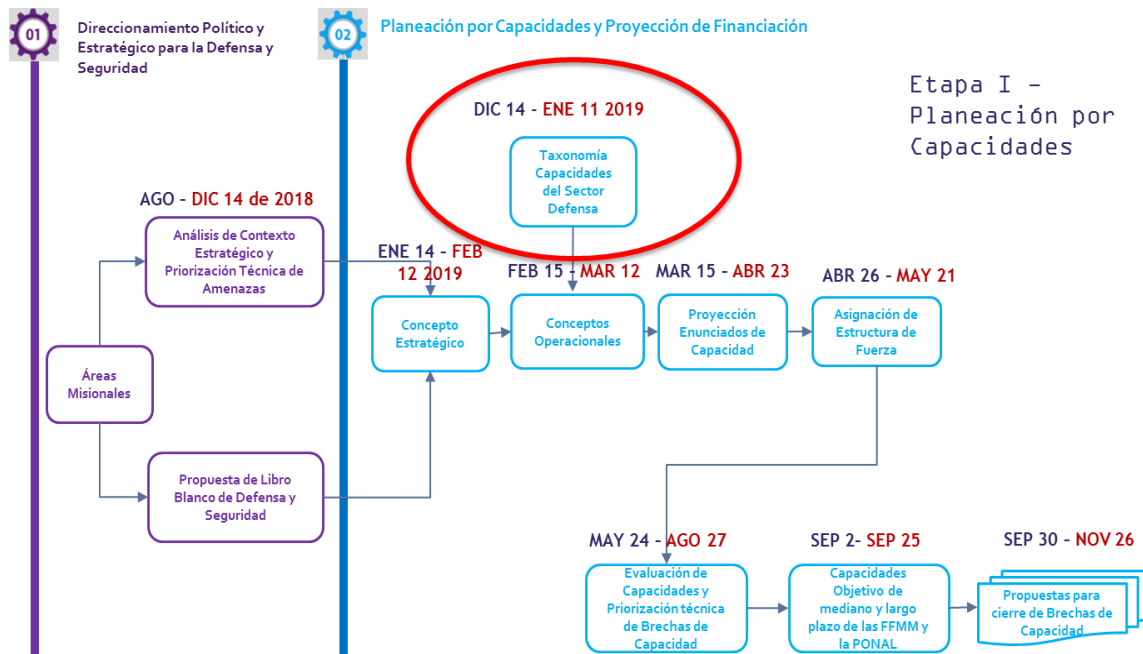 01
Direccionamiento Político y
Estratégico para la Defensa y
Seguridad
02
Planeación por Capacidades y Proyección de Financiación
Etapa I –
Planeación por
Capacidades
DIC 14 - ENE 11 2019
Taxonomía
Capacidades
del Sector
Defensa
AGO - DIC 14 de 2018
Análisis de Contexto
Estratégico y
Priorización Técnica de
Amenazas
ENE 14 - FEB
12 2019
Concepto
Estratégico
FEB 15 - MAR 12
Conceptos
Operacionales
MAR 15 - ABR 23
Proyección
Enunciados de
Capacidad
ABR 26 - MAY 21
Asignación de
Estructura de
Fuerza
Áreas
Misionales
Propuesta de Libro
Blanco de Defensa y
Seguridad
MAY 24 - AGO 27
Evaluación de
Capacidades y
Priorización técnica
de Brechas de
Capacidad
SEP 2- SEP 25
Capacidades
Objetivo de
mediano y largo
plazo de las FFMM y
la PONAL
SEP 30 - NOV 26
Propuestas para
cierre de Brechas de
Capacidad